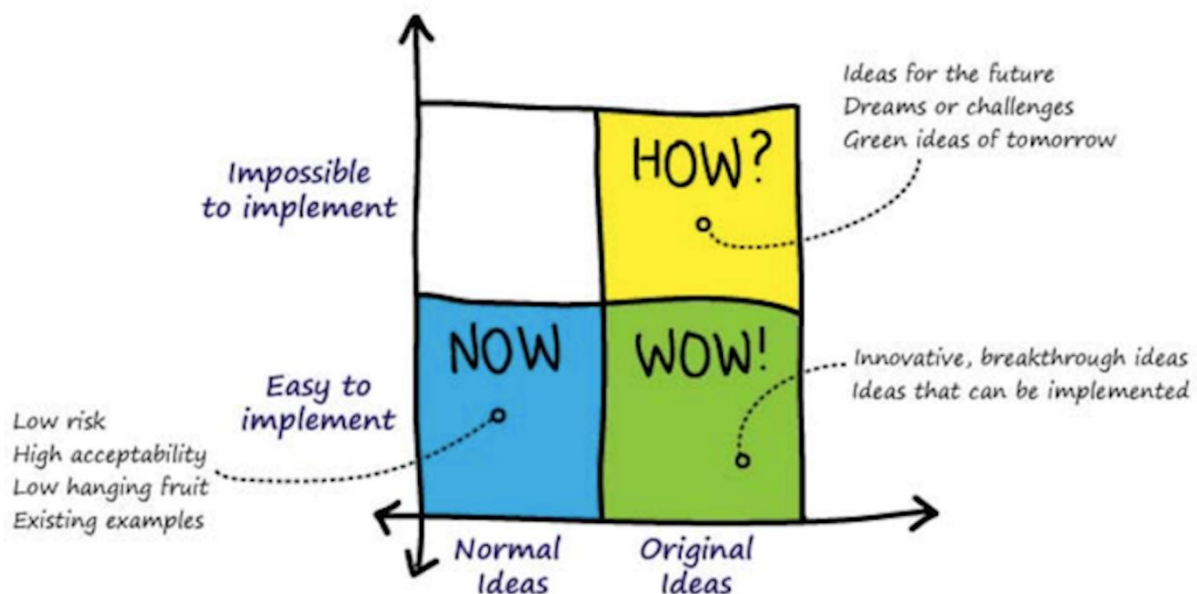 Ideas for the future
Dreams or challenges
Green ideas of tomorrow
Impossible
to implement
HOW?
NOW
WOW!
Innovative, breakthrough ideas
Ideas that can be implemented
Easy to
implement
Low risk
High acceptability
Low hanging fruit
Existing examples
Normal
Ideas
Original
Ideas